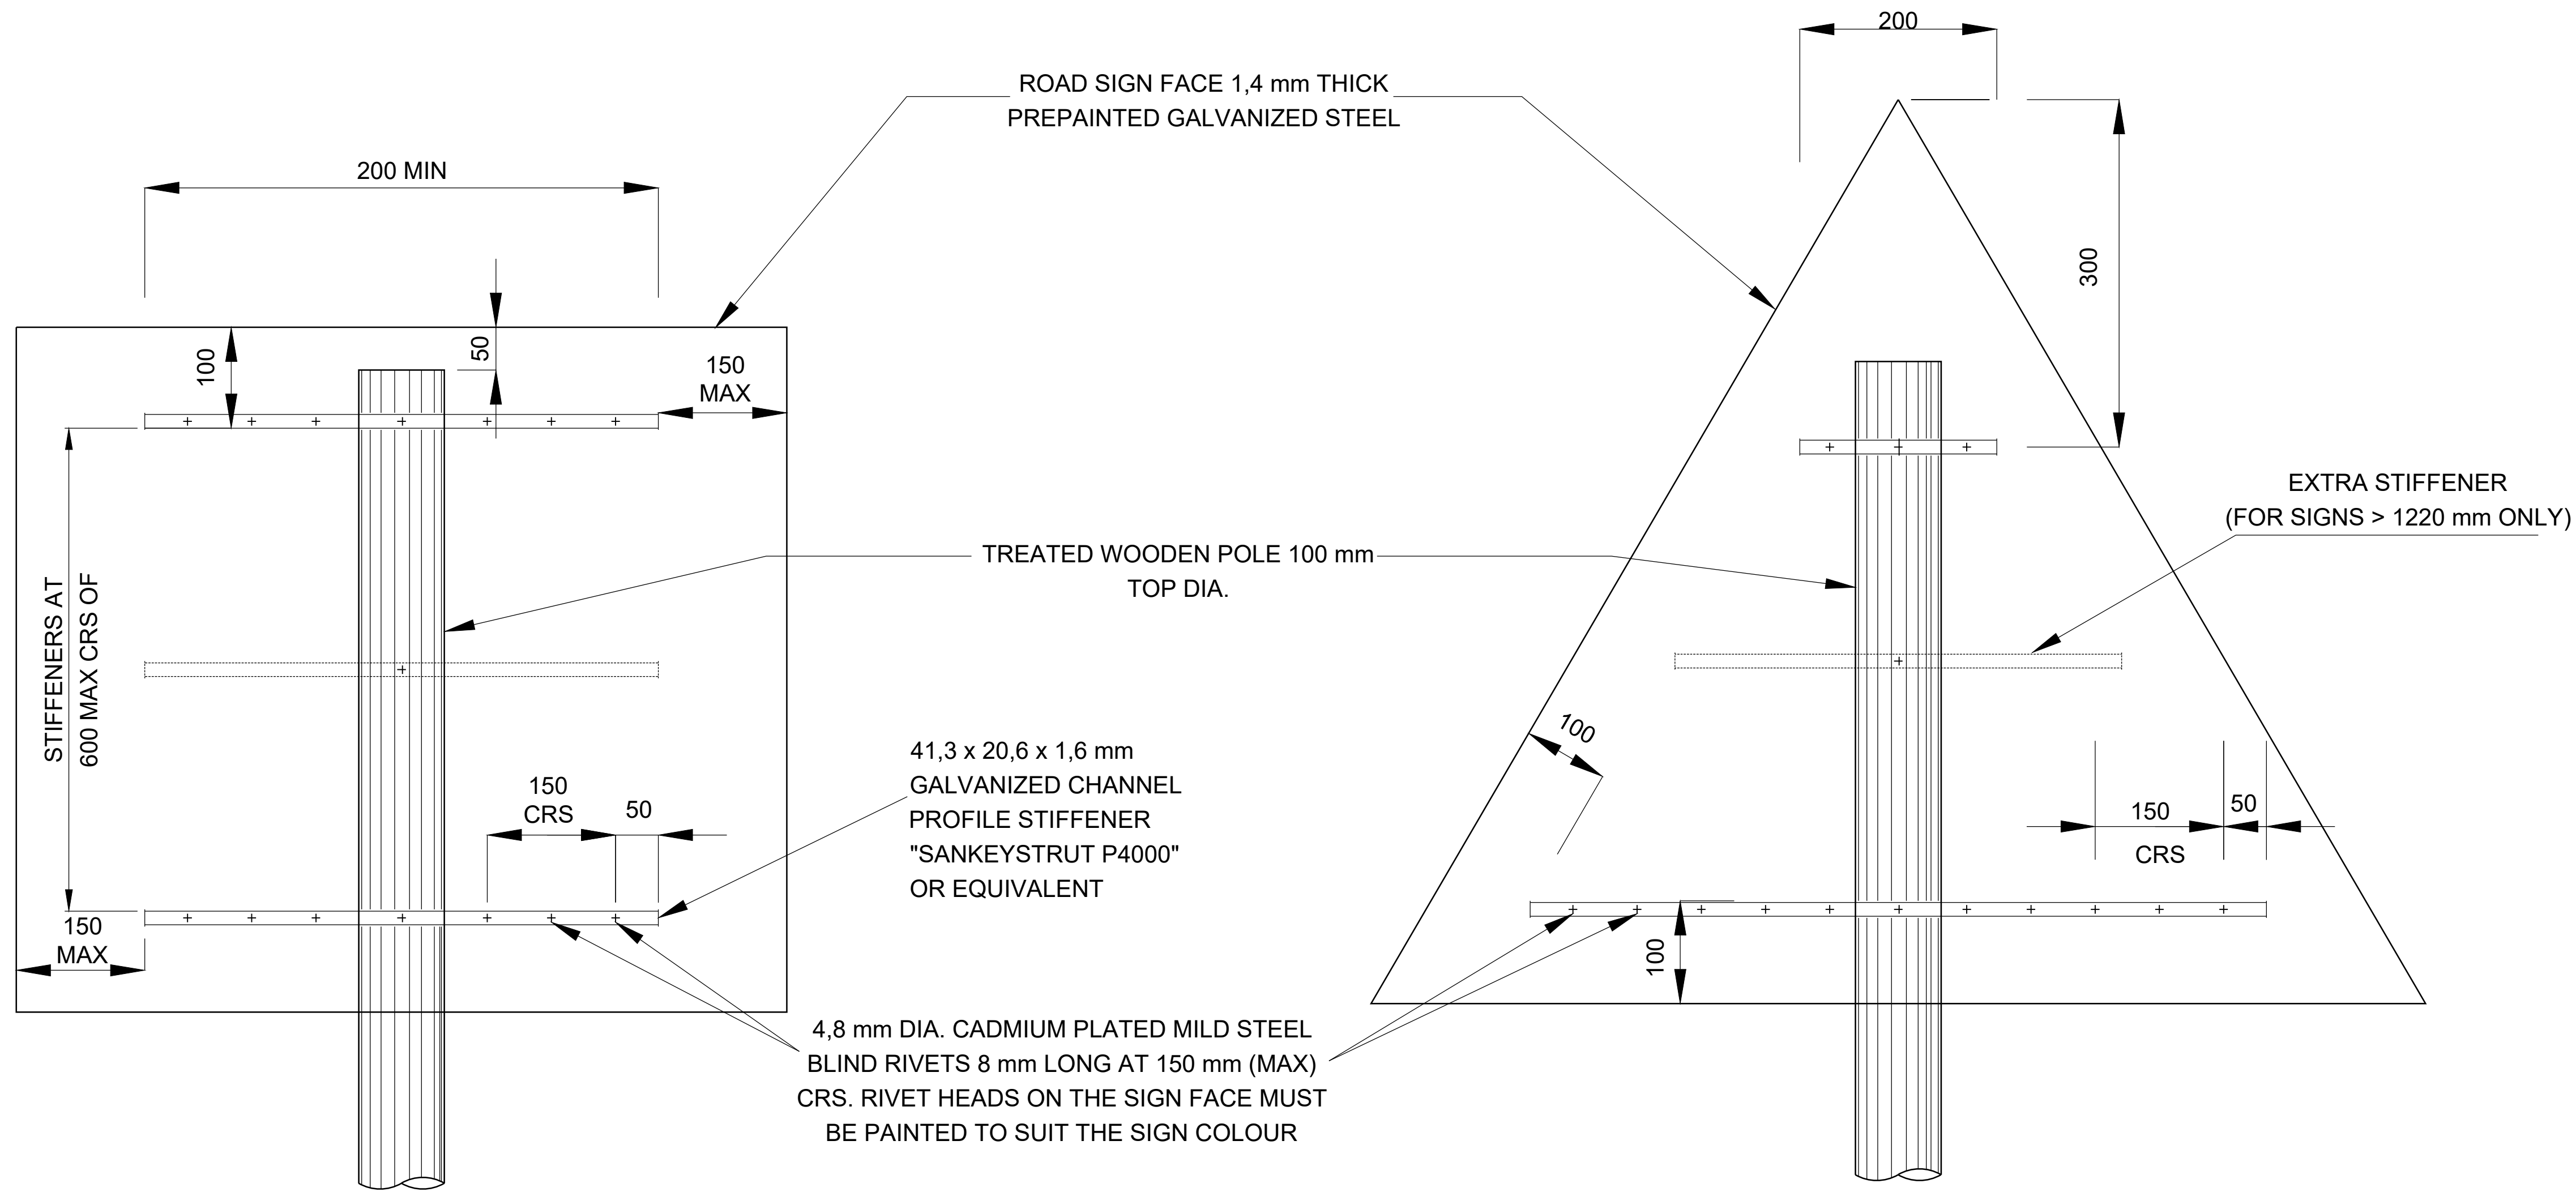 200
ROAD SIGN FACE 1,4 mm THICK
PREPAINTED GALVANIZED STEEL
200 MIN
300
50
100
150
MAX
EXTRA STIFFENER
(FOR SIGNS > 1220 mm ONLY)
TREATED WOODEN POLE 100 mm
TOP DIA.
STIFFENERS AT
600 MAX CRS OF
100
41,3 x 20,6 x 1,6 mm
GALVANIZED CHANNEL
PROFILE STIFFENER
"SANKEYSTRUT P4000"
OR EQUIVALENT
150
CRS
50
150
CRS
50
150
MAX
100
4,8 mm DIA. CADMIUM PLATED MILD STEEL
BLIND RIVETS 8 mm LONG AT 150 mm (MAX)
CRS. RIVET HEADS ON THE SIGN FACE MUST
BE PAINTED TO SUIT THE SIGN COLOUR